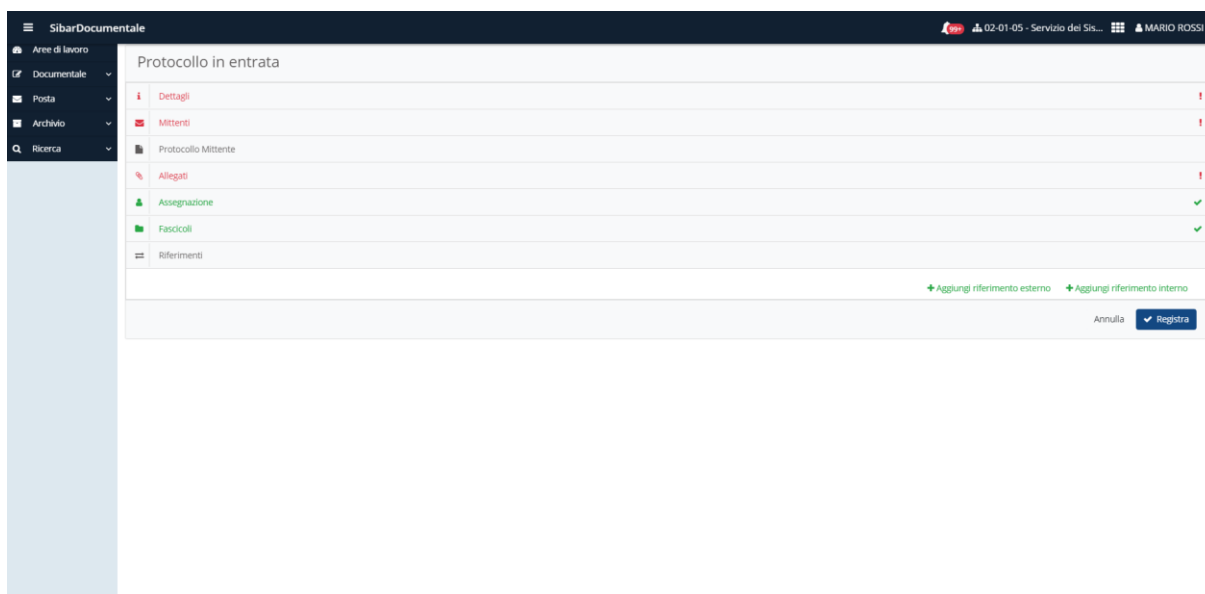 SibarDocumentale
99+ 02-01-05 - Servizio dei Sis... MARIO ROSSI
Aree di lavoro
Documentale
Posta
Archivio
Ricerca
Protocollo in entrata
Dettagli
Mittenti
Protocollo Mittente
Allegati
Assegnazione
Fascicoli
Riferimenti
Aggiungi riferimento esterno Aggiungi riferimento interno
Annulla Registra